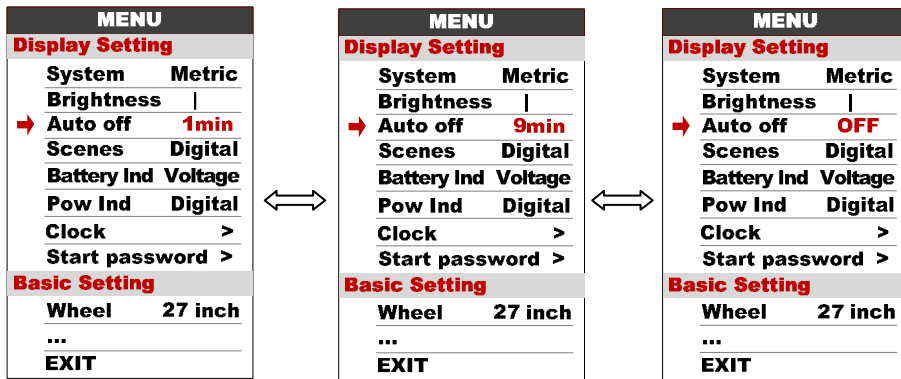 MENU
Display Setting
System Metric
Brightness |
Auto off 1min
Scenes Digital
Battery Ind Voltage
Pow Ind Digital
Clock >
Start password >
Basic Setting
Wheel 27 inch
...
EXIT
MENU
Display Setting
System Metric
Brightness |
Auto off 9min
Scenes Digital
Battery Ind Voltage
Pow Ind Digital
Clock >
Start password >
Basic Setting
Wheel 27 inch
...
EXIT
MENU
Display Setting
System Metric
Brightness |
Auto off OFF
Scenes Digital
Battery Ind Voltage
Pow Ind Digital
Clock >
Start password >
Basic Setting
Wheel 27 inch
...
EXIT